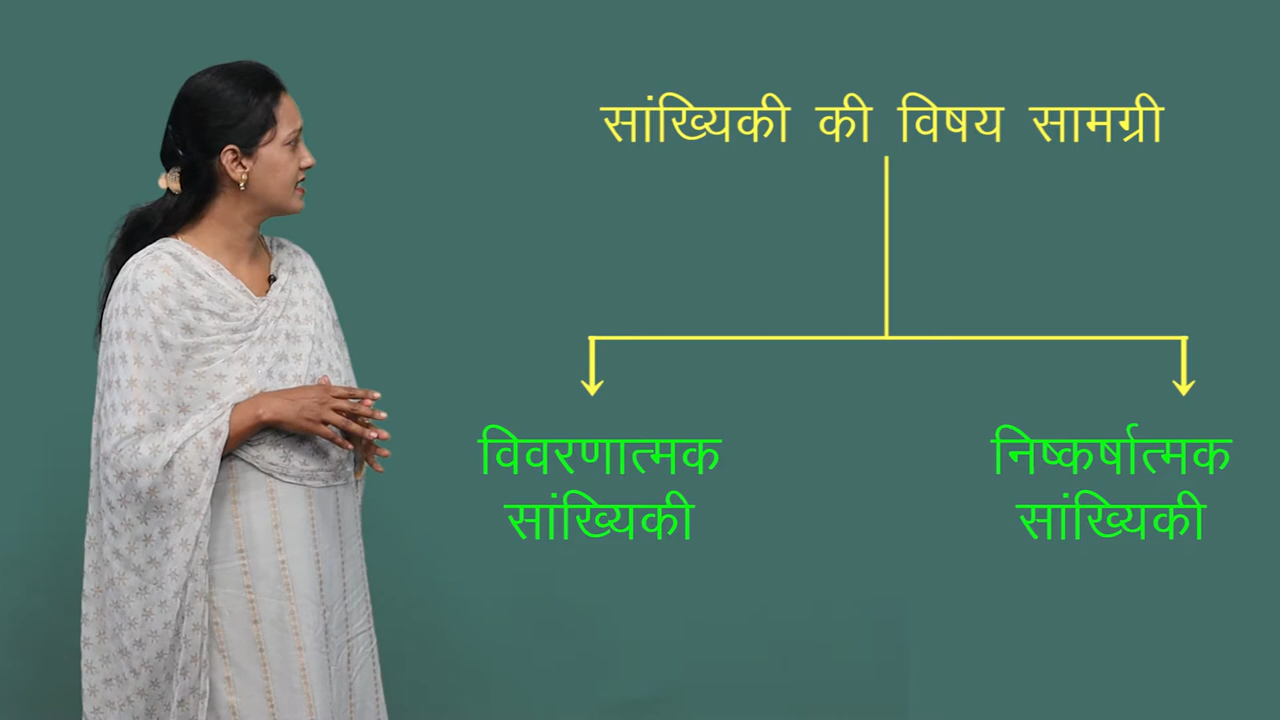 सांख्यिकी की विषय सामग्री
विवरणात्मक
सांख्यिकी
निष्कर्षात्मक
सांख्यिकी